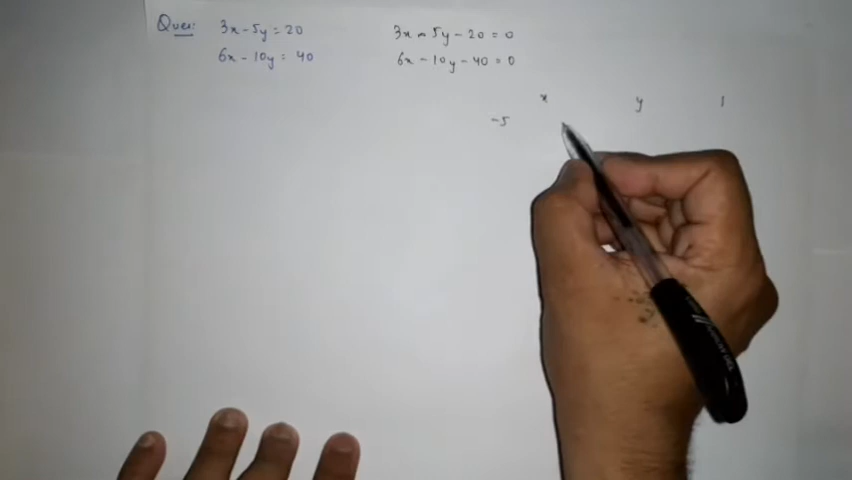 Ques: 3x - 5y = 20 3x - 5y - 20 = 0
6x - 10y = 40 6x - 10y - 40 = 0
x y 1
-5